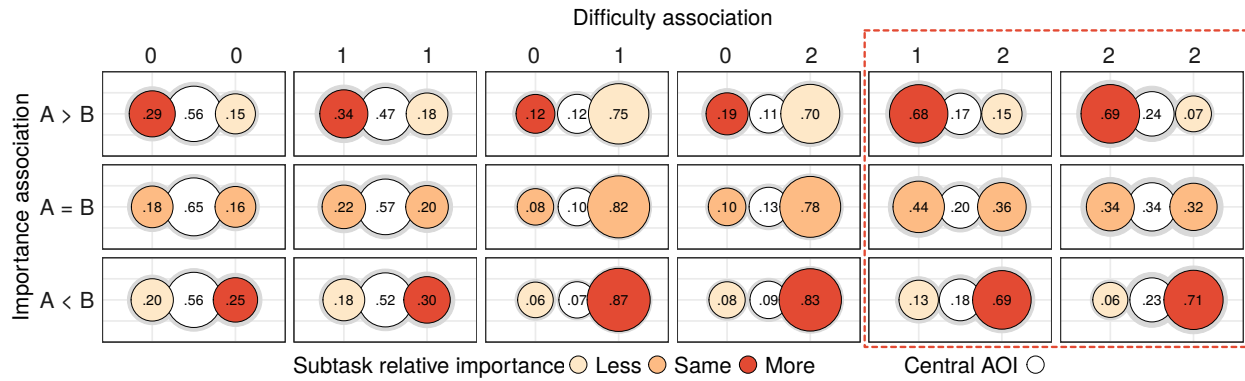 Difficulty association
0 0 1 1 0 1 0 2 1 2 2 2
Importance association
A > B .29 .56 .15 .34 .47 .18 .12 .12 .75 .19 .11 .70 .68 .17 .15 .69 .24 .07
A = B .18 .65 .16 .22 .57 .20 .08 .10 .82 .10 .13 .78 .44 .20 .36 .34 .34 .32
A < B .20 .56 .25 .18 .52 .30 .06 .07 .87 .08 .09 .83 .13 .18 .69 .06 .23 .71
Subtask relative importance Less Same More Central AOI